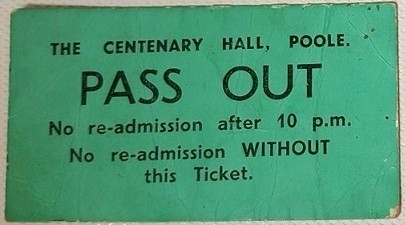 THE CENTENARY HALL, POOLE.
PASS OUT
No re-admission after 10 p.m.
No re-admission WITHOUT
this Ticket.